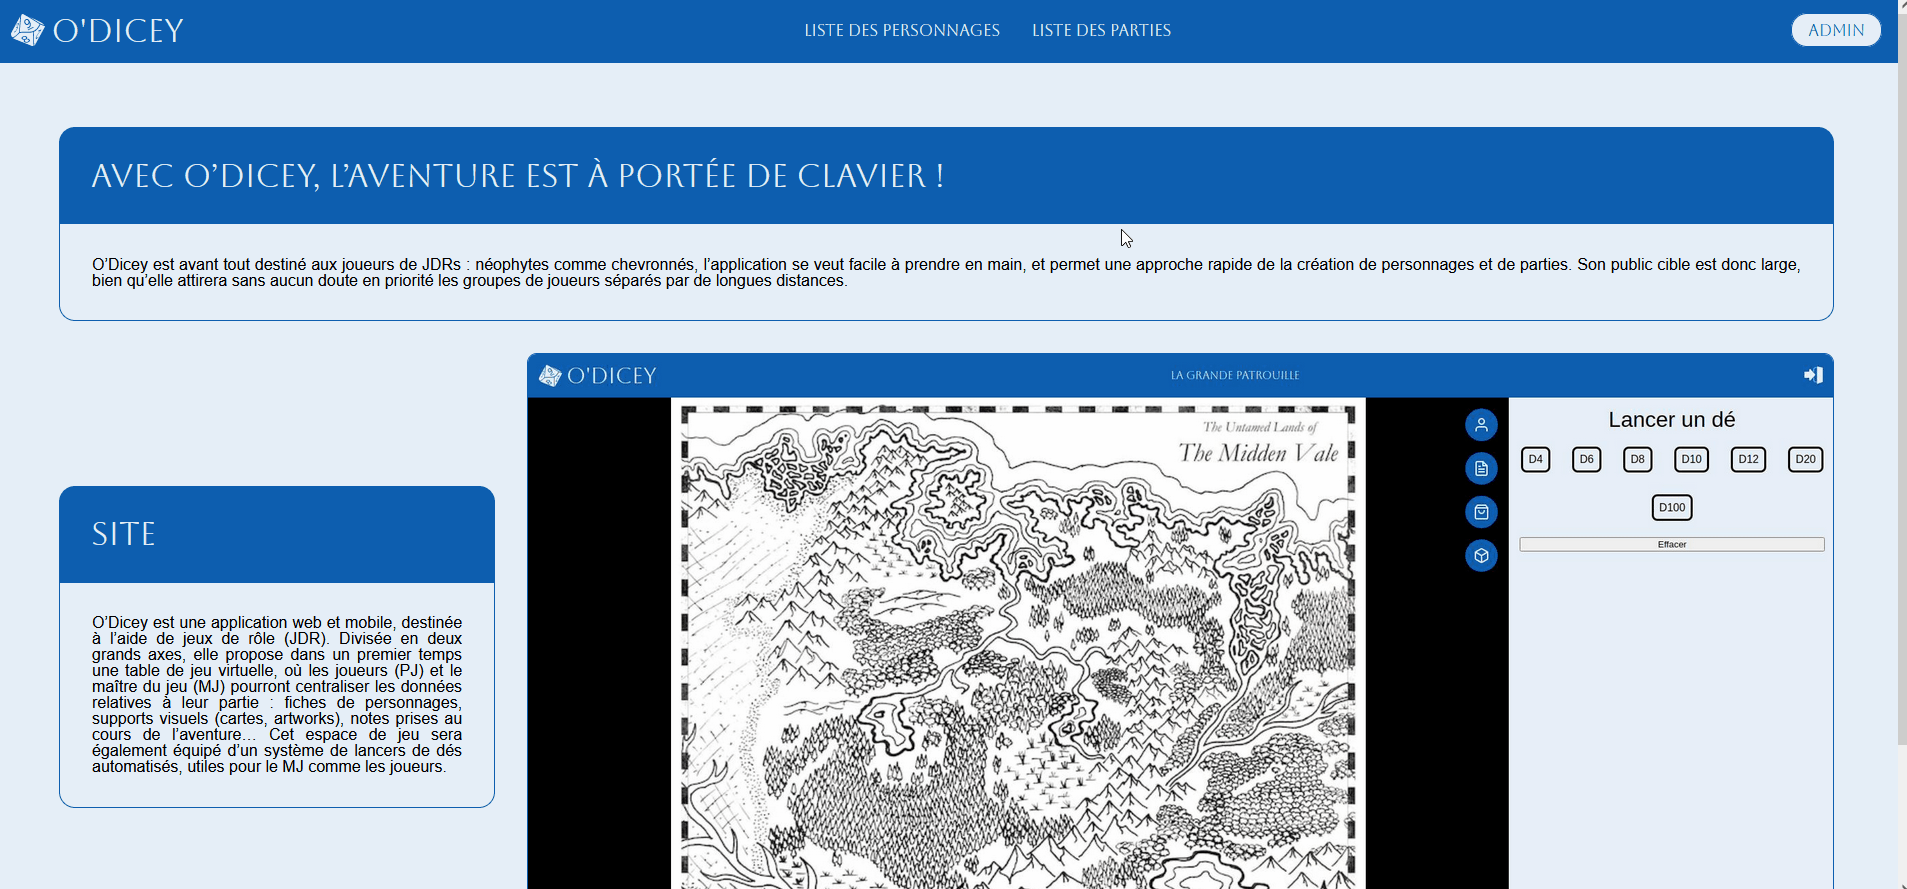 O'DICEY
LISTE DES PERSONNAGES
LISTE DES PARTIES
ADMIN
AVEC O’DICEY, L’AVENTURE EST À PORTÉE DE CLAVIER !
O’Dicey est avant tout destiné aux joueurs de JDRs : néophytes comme chevronnés, l’application se veut facile à prendre en main, et permet une approche rapide de la création de personnages et de parties. Son public cible est donc large,
bien qu’elle attirera sans aucun doute en priorité les groupes de joueurs séparés par de longues distances.
SITE
O’Dicey est une application web et mobile, destinée
à l’aide de jeux de rôle (JDR). Divisée en deux
grands axes, elle propose dans un premier temps
une table de jeu virtuelle, où les joueurs (PJ) et le
maître du jeu (MJ) pourront centraliser les données
relatives à leur partie : fiches de personnages,
supports visuels (cartes, artworks), notes prises au
cours de l’aventure… Cet espace de jeu sera
également équipé d’un système de lancers de dés
automatisés, utiles pour le MJ comme les joueurs.
O'DICEY
LA GRANDE PATROUILLE
The Untamed Lands of
The Midden Vale
Lancer un dé
D4
D6
D8
D10
D12
D20
D100
Effacer